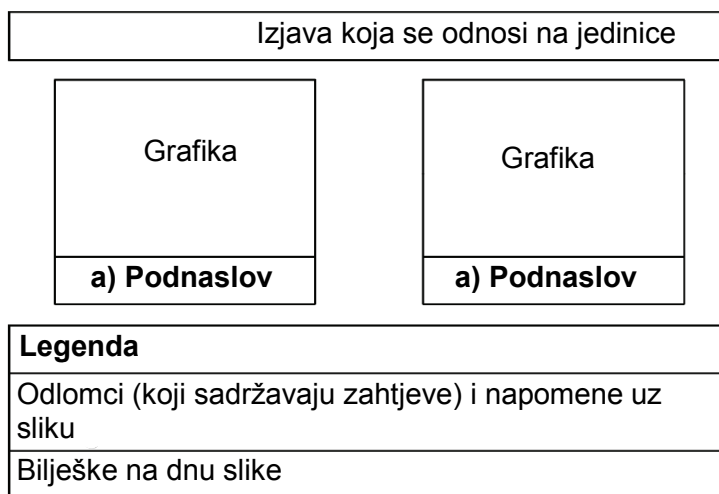 Izjava koja se odnosi na jedinice
Grafika
Grafika
a) Podnaslov
a) Podnaslov
Legenda
Odlomci (koji sadržavaju zahtjeve) i napomene uz
sliku
Bilješke na dnu slike